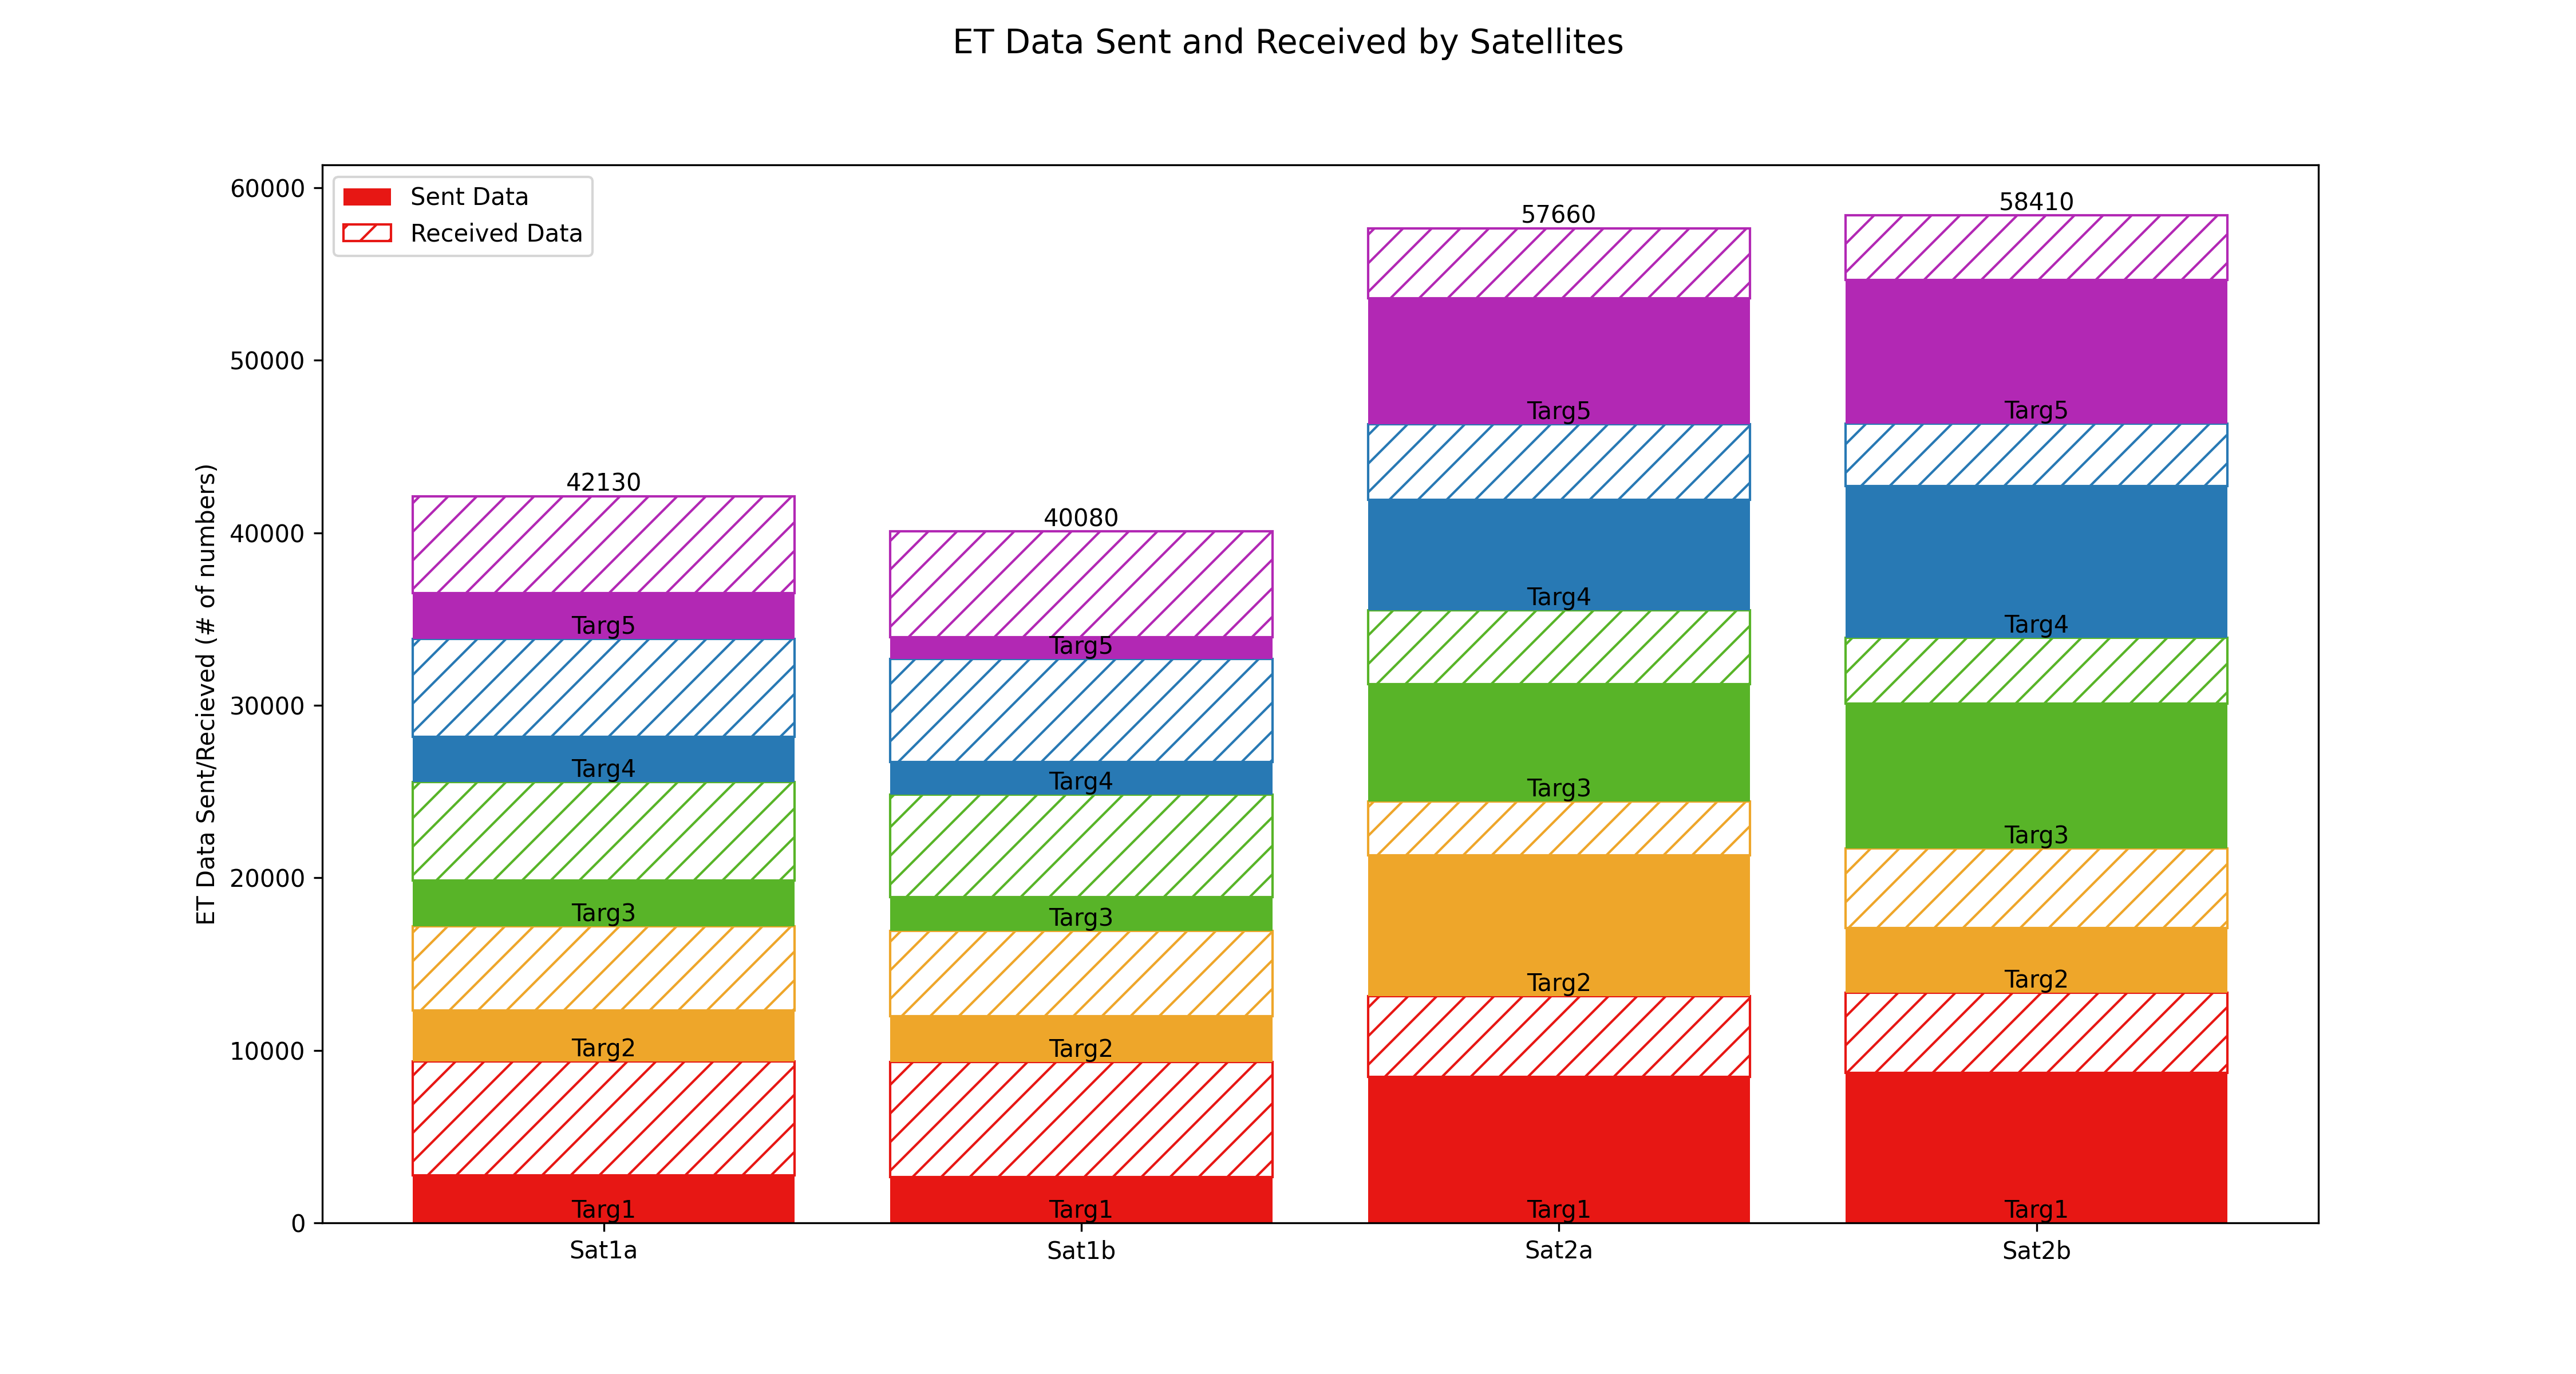 ET Data Sent and Received by Satellites
ET Data Sent/Recieved (# of numbers)
60000
50000
40000
30000
20000
10000
0
Sent Data
Received Data
42130
Targ5
Targ4
Targ3
Targ2
Targ1
40080
Targ5
Targ4
Targ3
Targ2
Targ1
57660
Targ5
Targ4
Targ3
Targ2
Targ1
58410
Targ5
Targ4
Targ3
Targ2
Targ1
Sat1a
Sat1b
Sat2a
Sat2b